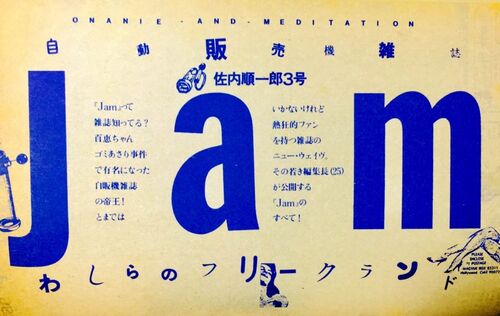 ONANIE-AND-MEDITATION
自動販売機雑誌
佐内順一郎3号
Jam
『Jam』って
雑誌知ってる？
百恵ちゃん
ゴミあさり事件
で有名になった
自販機雑誌
の帝王！
とまでは
いかないけれど
熱狂的ファン
を持つ雑誌の
ニュー・ウェイヴ。
その若き編集長(25)
が公開する
『Jam』の
すべて！
わしらのフリークランド
PLEASE
ENCLOSE
POSTAGE